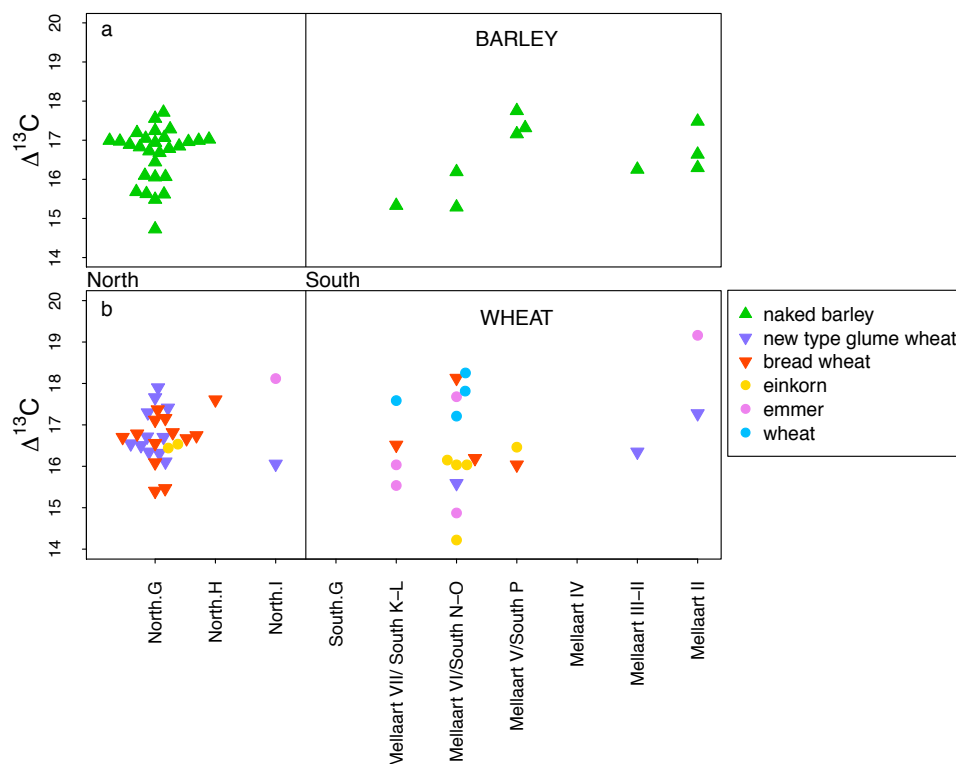 a
BARLEY
20
19
18
17
16
15
14
Δ13C
North
South
b
WHEAT
20
19
18
17
16
15
14
Δ13C
naked barley
new type glume wheat
bread wheat
einkorn
emmer
wheat
North.G
North.H
North.I
South.G
Mellaart VII/ South K–L
Mellaart VI/South N–O
Mellaart V/South P
Mellaart IV
Mellaart III–II
Mellaart II